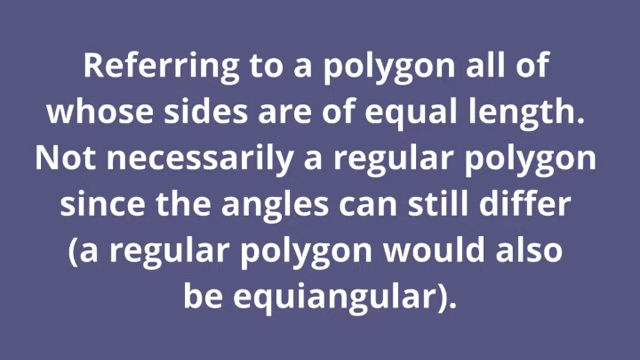 Referring to a polygon all of
whose sides are of equal length.
Not necessarily a regular polygon
since the angles can still differ
(a regular polygon would also
be equiangular).